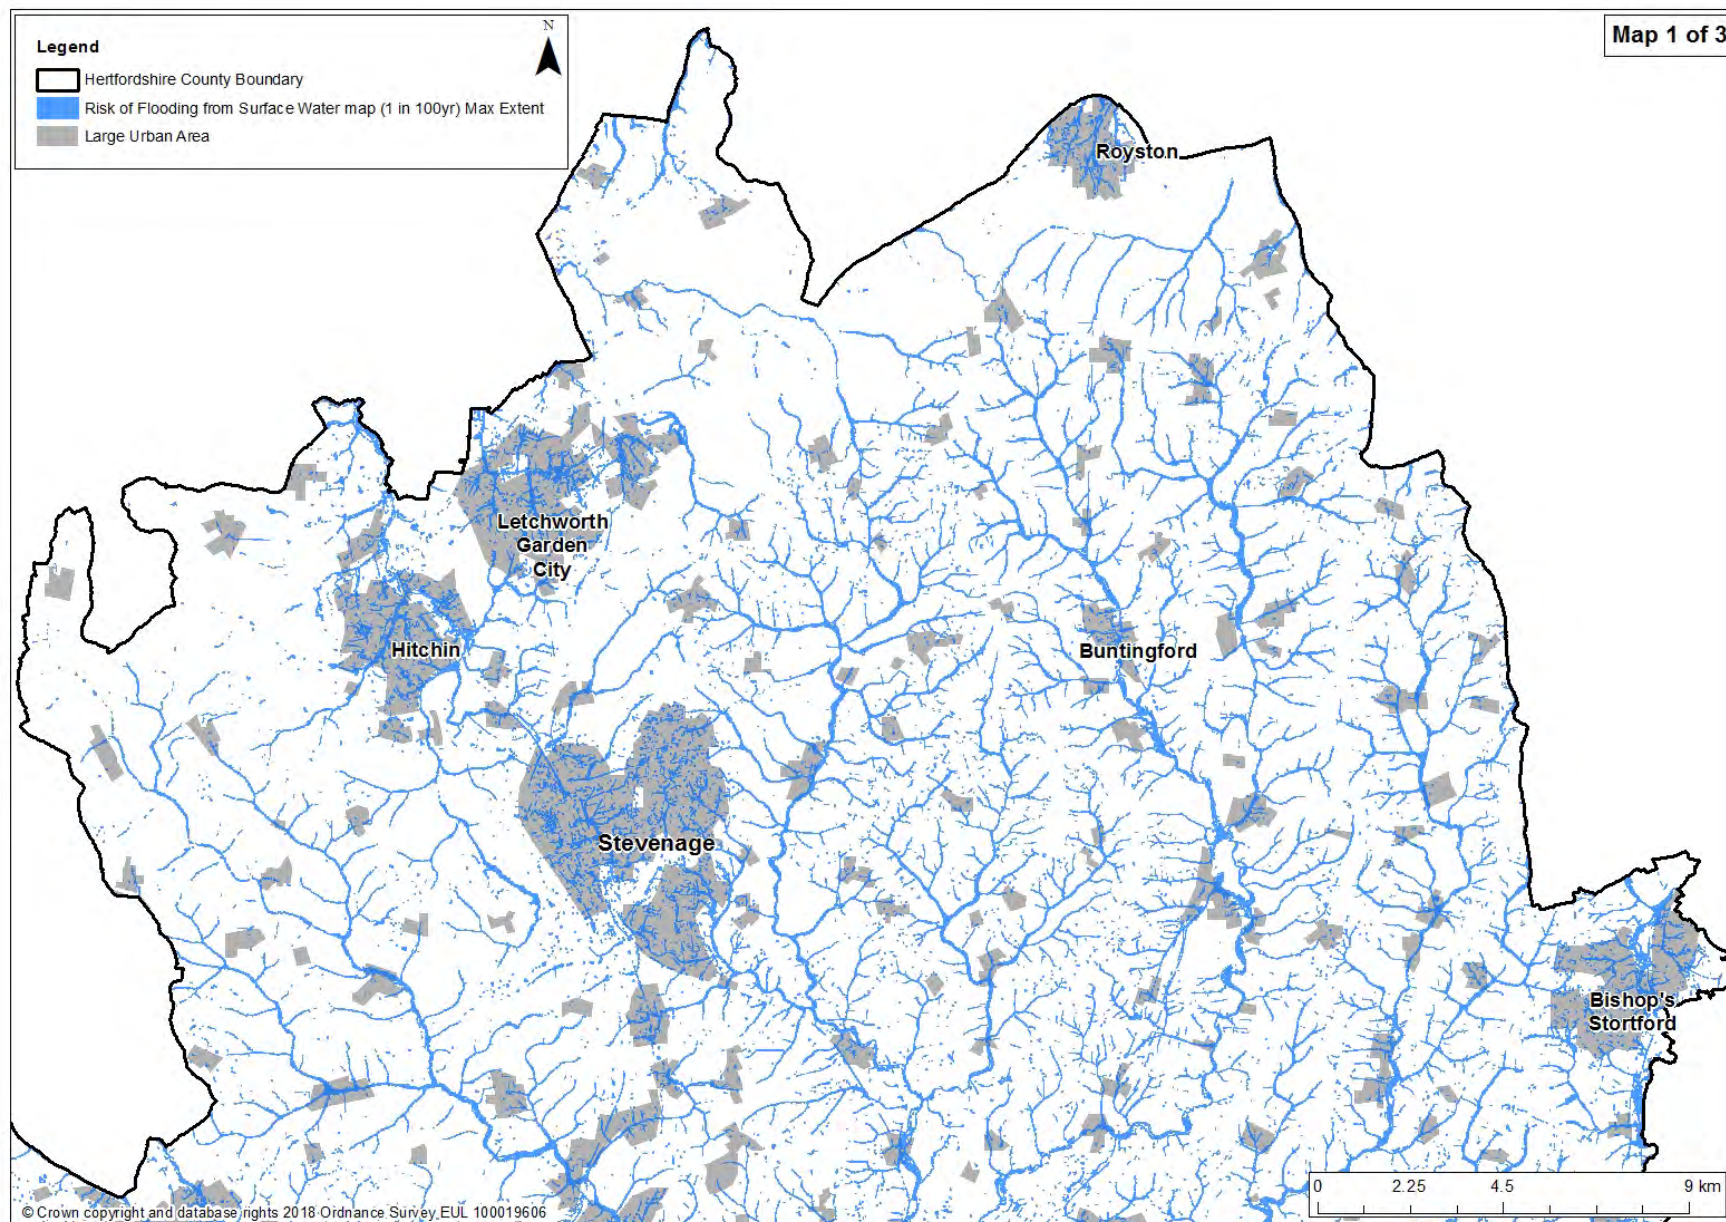 Legend
N
Hertfordshire County Boundary
Risk of Flooding from Surface Water map (1 in 100yr) Max Extent
Large Urban Area
Map 1 of 3
Royston
Letchworth
Garden
City
Hitchin
Buntingford
Stevenage
Bishop's
Stortford
0 2.25 4.5 9 km
© Crown copyright and database rights 2018 Ordnance Survey EUL 100019606